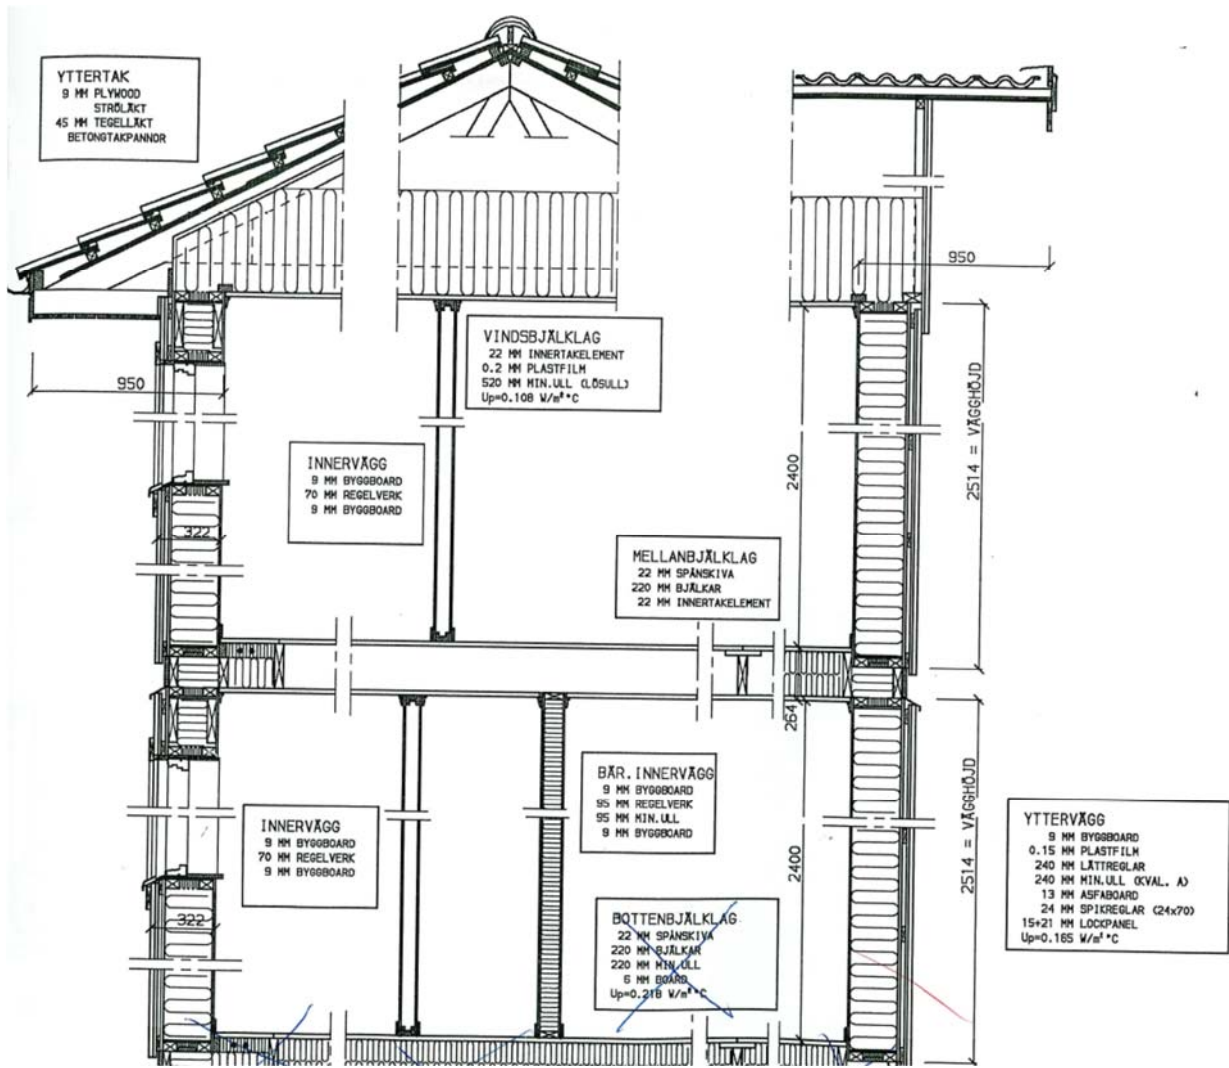 YTTERTAK
9 MM PLYWOOD
STRÖLÄKT
45 MM TEGELLÄKT
BETONGTAKPANNOR
950
950
VINDSBJÄLKLAG
22 MM INNERTAKELEMENT
0.2 MM PLASTFILM
520 MM MIN.ULL (LÖSULL)
Up=0.108 W/m²*°C
INNERVÄGG
9 MM BYGGBOARD
70 MM REGELVERK
9 MM BYGGBOARD
2400
2514 = VÄGGHÖJD
322
MELLANBJÄLKLAG
22 MM SPÅNSKIVA
220 MM BJÄLKAR
22 MM INNERTAKELEMENT
264
BÄR.INNERVÄGG
9 MM BYGGBOARD
95 MM REGELVERK
95 MM MIN.ULL
9 MM BYGGBOARD
INNERVÄGG
9 MM BYGGBOARD
70 MM REGELVERK
9 MM BYGGBOARD
2400
2514 = VÄGGHÖJD
YTTERVÄGG
9 MM BYGGBOARD
0.15 MM PLASTFILM
240 MM LÄTTREGLAR
240 MM MIN.ULL (KVAL. A)
13 MM ASFABOARD
24 MM SPIKREGLAR (24x70)
15+21 MM LOCKPANEL
Up=0.165 W/m²*°C
322
BOTTENBJÄLKLAG
22 MM SPÅNSKIVA
220 MM BJÄLKAR
220 MM MIN.ULL
6 MM BOARD
Up=0.218 W/m²*°C